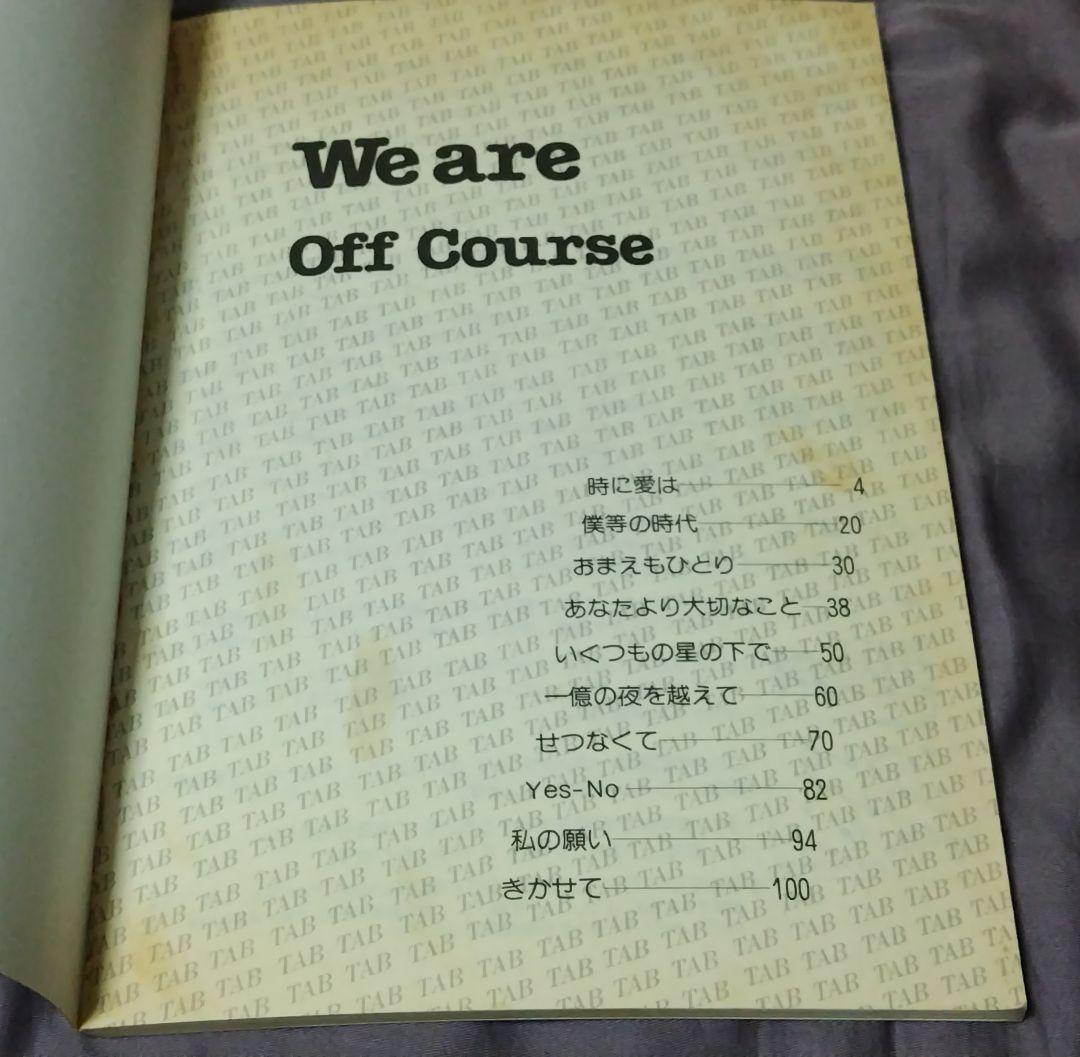 We are
Off Course
時に愛は 4
僕等の時代 20
おまえもひとり 30
あなたより大切なこと 38
いくつもの星の下で 50
一億の夜を越えて 60
せつなくて 70
Yes-No 82
私の願い 94
きかせて 100